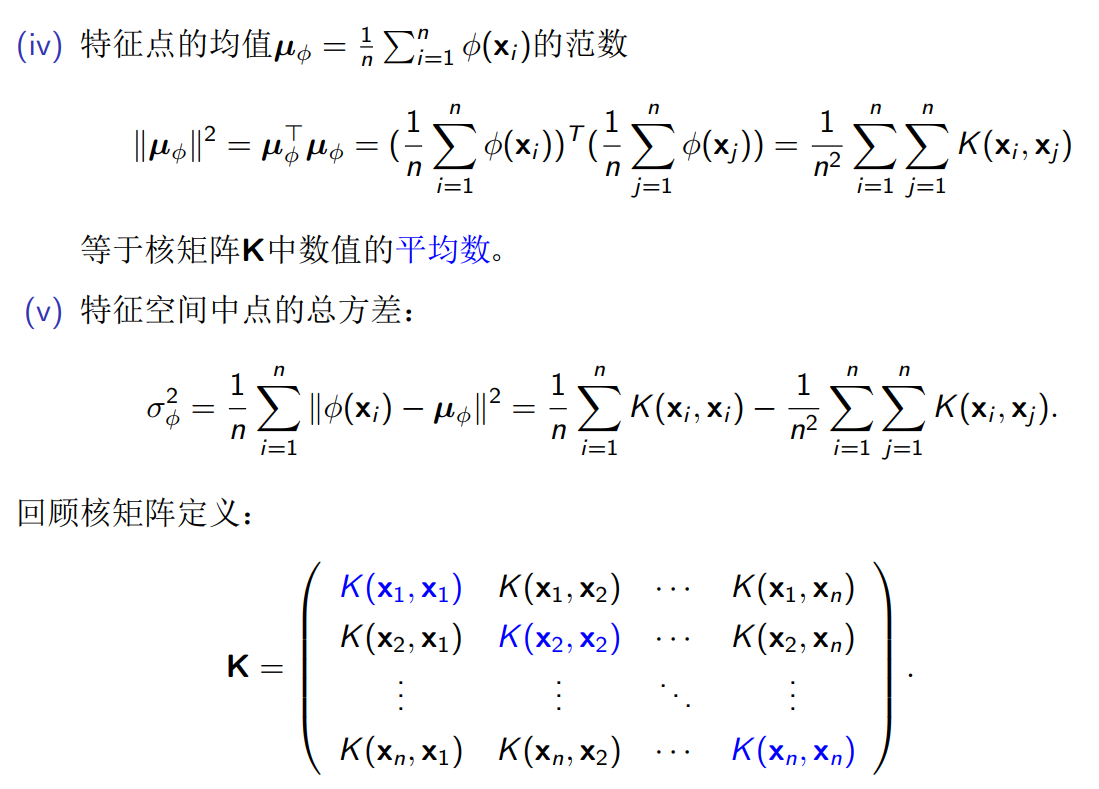 (iv) 特征点的均值$\boldsymbol{\mu}_\phi = \frac{1}{n}\sum_{i=1}^{n}\phi(\mathbf{x}_i)$的范数
$\|\boldsymbol{\mu}_\phi\|^2 = \boldsymbol{\mu}_\phi^\top\boldsymbol{\mu}_\phi = (\frac{1}{n}\sum_{i=1}^{n}\phi(\mathbf{x}_i))^T(\frac{1}{n}\sum_{j=1}^{n}\phi(\mathbf{x}_j)) = \frac{1}{n^2}\sum_{i=1}^{n}\sum_{j=1}^{n}K(\mathbf{x}_i, \mathbf{x}_j)$
等于核矩阵$\mathbf{K}$中数值的平均数。
(v) 特征空间中点的总方差：
$\sigma_\phi^2 = \frac{1}{n}\sum_{i=1}^{n}\|\phi(\mathbf{x}_i) - \boldsymbol{\mu}_\phi\|^2 = \frac{1}{n}\sum_{i=1}^{n}K(\mathbf{x}_i, \mathbf{x}_i) - \frac{1}{n^2}\sum_{i=1}^{n}\sum_{j=1}^{n}K(\mathbf{x}_i, \mathbf{x}_j).$
回顾核矩阵定义：
$\mathbf{K} = \begin{pmatrix} K(\mathbf{x}_1, \mathbf{x}_1) & K(\mathbf{x}_1, \mathbf{x}_2) & \cdots & K(\mathbf{x}_1, \mathbf{x}_n) \\ K(\mathbf{x}_2, \mathbf{x}_1) & K(\mathbf{x}_2, \mathbf{x}_2) & \cdots & K(\mathbf{x}_2, \mathbf{x}_n) \\ \vdots & \vdots & \ddots & \vdots \\ K(\mathbf{x}_n, \mathbf{x}_1) & K(\mathbf{x}_n, \mathbf{x}_2) & \cdots & K(\mathbf{x}_n, \mathbf{x}_n) \end{pmatrix}.$